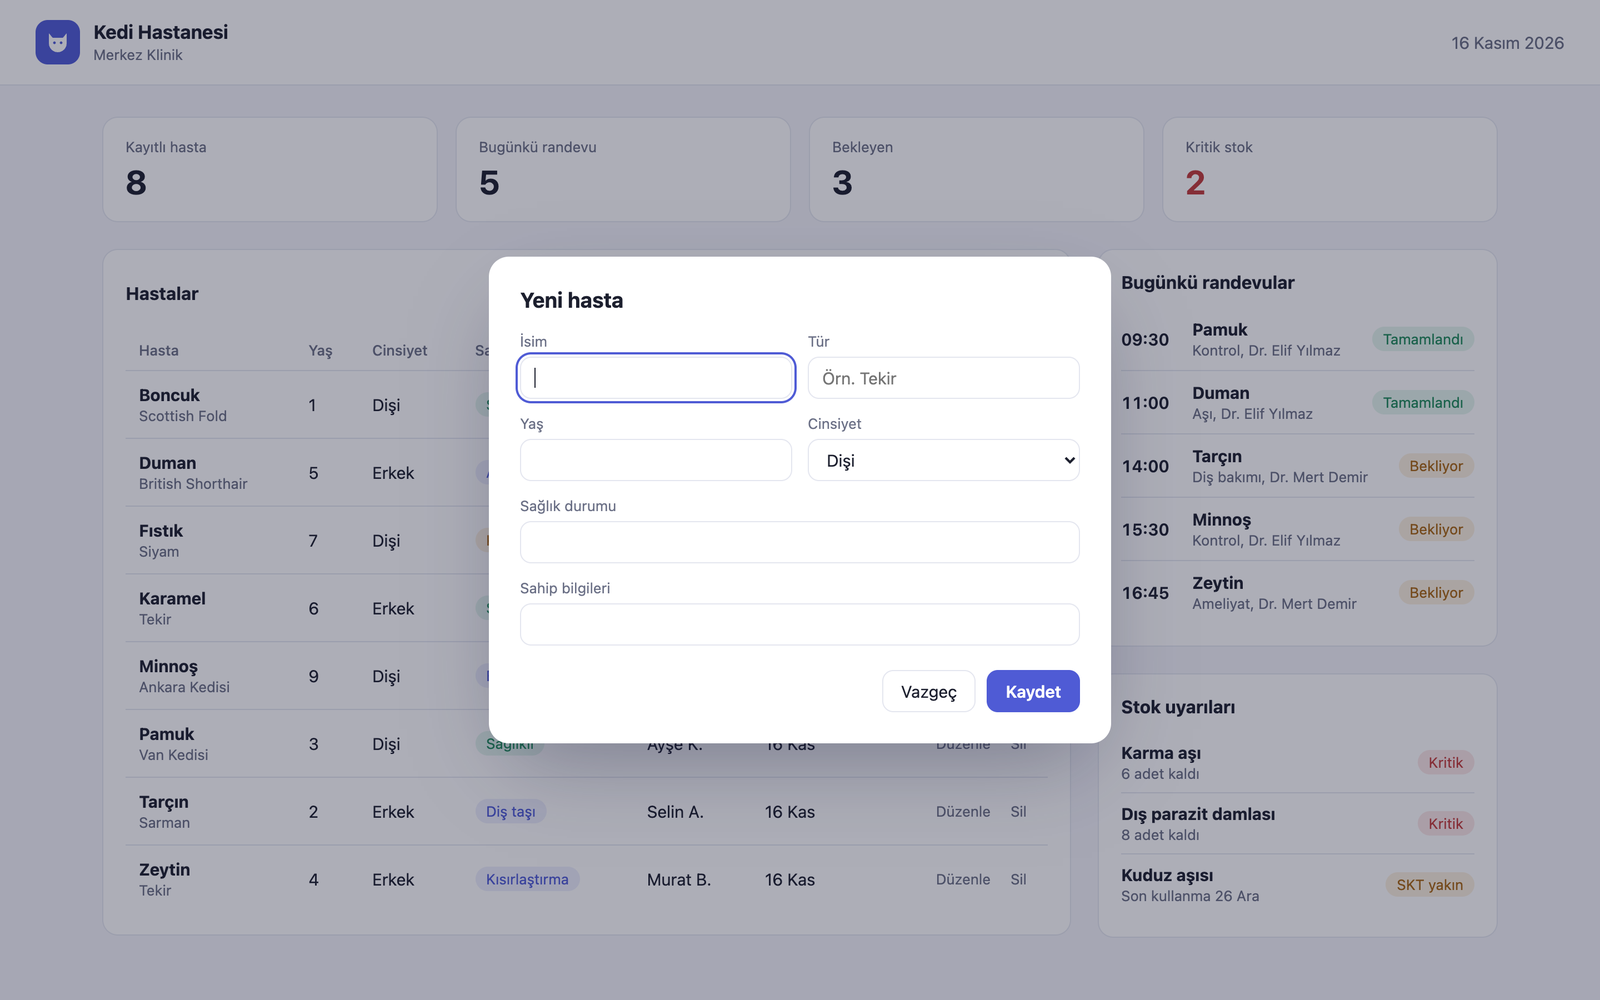 Kedi Hastanesi
Merkez Klinik
16 Kasım 2026
Kayıtlı hasta
8
Bugünkü randevu
5
Bekleyen
3
Kritik stok
2
Hastalar
Hasta Yaş Cinsiyet
Boncuk
Scottish Fold
1 Dişi
Duman
British Shorthair
5 Erkek
Fıstık
Siyam
7 Dişi
Karamel
Tekir
6 Erkek
Minnoş
Ankara Kedisi
9 Dişi
Pamuk
Van Kedisi
3 Dişi Sağlıklı Ayşe K. 16 Kas Düzenle Sil
Tarçın
Sarman
2 Erkek Diş taşı Selin A. 16 Kas Düzenle Sil
Zeytin
Tekir
4 Erkek Kısırlaştırma Murat B. 16 Kas Düzenle Sil
Yeni hasta
İsim
Tür
Örn. Tekir
Yaş
Cinsiyet
Dişi
Sağlık durumu
Sahip bilgileri
Vazgeç
Kaydet
Bugünkü randevular
09:30
Pamuk
Kontrol, Dr. Elif Yılmaz
Tamamlandı
11:00
Duman
Aşı, Dr. Elif Yılmaz
Tamamlandı
14:00
Tarçın
Diş bakımı, Dr. Mert Demir
Bekliyor
15:30
Minnoş
Kontrol, Dr. Elif Yılmaz
Bekliyor
16:45
Zeytin
Ameliyat, Dr. Mert Demir
Bekliyor
Stok uyarıları
Karma aşı
6 adet kaldı
Kritik
Dış parazit damlası
8 adet kaldı
Kritik
Kuduz aşısı
Son kullanma 26 Ara
SKT yakın